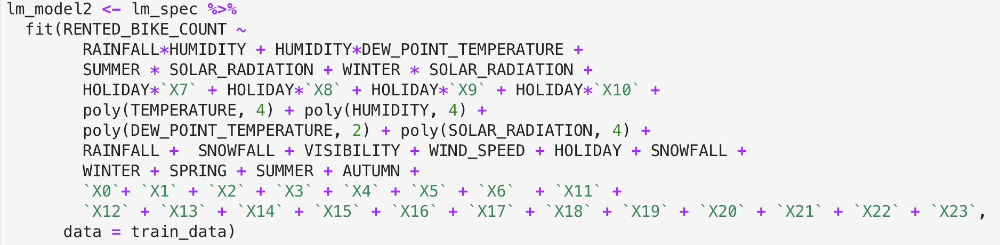 lm_model2 <- lm_spec %>%
  fit(RENTED_BIKE_COUNT ~
        RAINFALL*HUMIDITY + HUMIDITY*DEW_POINT_TEMPERATURE +
        SUMMER * SOLAR_RADIATION + WINTER * SOLAR_RADIATION +
        HOLIDAY*`X7` + HOLIDAY*`X8` + HOLIDAY*`X9` + HOLIDAY*`X10` +
        poly(TEMPERATURE, 4) + poly(HUMIDITY, 4) +
        poly(DEW_POINT_TEMPERATURE, 2) + poly(SOLAR_RADIATION, 4) +
        RAINFALL +  SNOWFALL + VISIBILITY + WIND_SPEED + HOLIDAY + SNOWFALL +
        WINTER + SPRING + SUMMER + AUTUMN +
        `X0`+ `X1` + `X2` + `X3` + `X4` + `X5` + `X6`  + `X11` +
        `X12` + `X13` + `X14` + `X15` + `X16` + `X17` + `X18` + `X19` + `X20` + `X21` + `X22` + `X23`,
      data = train_data)